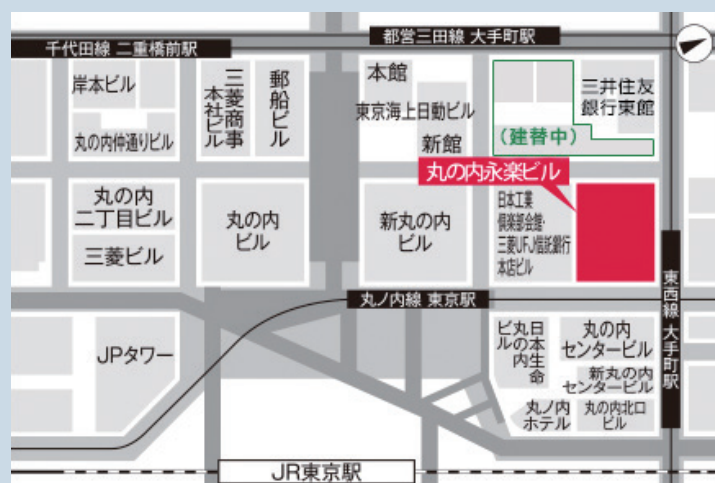 都営三田線 大手町駅
千代田線 二重橋前駅
岸本ビル
丸の内仲通りビル
三菱商事
本社ビル
郵船ビル
本館
東京海上日動ビル
新館
三井住友
銀行東館
(建替中)
丸の内永楽ビル
丸の内
二丁目ビル
三菱ビル
丸の内
ビル
新丸の内
ビル
日本工業
倶楽部会館・
三菱UFJ信託銀行
本店ビル
東西線 大手町駅
丸ノ内線 東京駅
JPタワー
日本生命
丸の内
ビル
丸の内
センタービル
新丸の内
センタービル
丸ノ内
ホテル
丸の内北口
ビル
JR東京駅